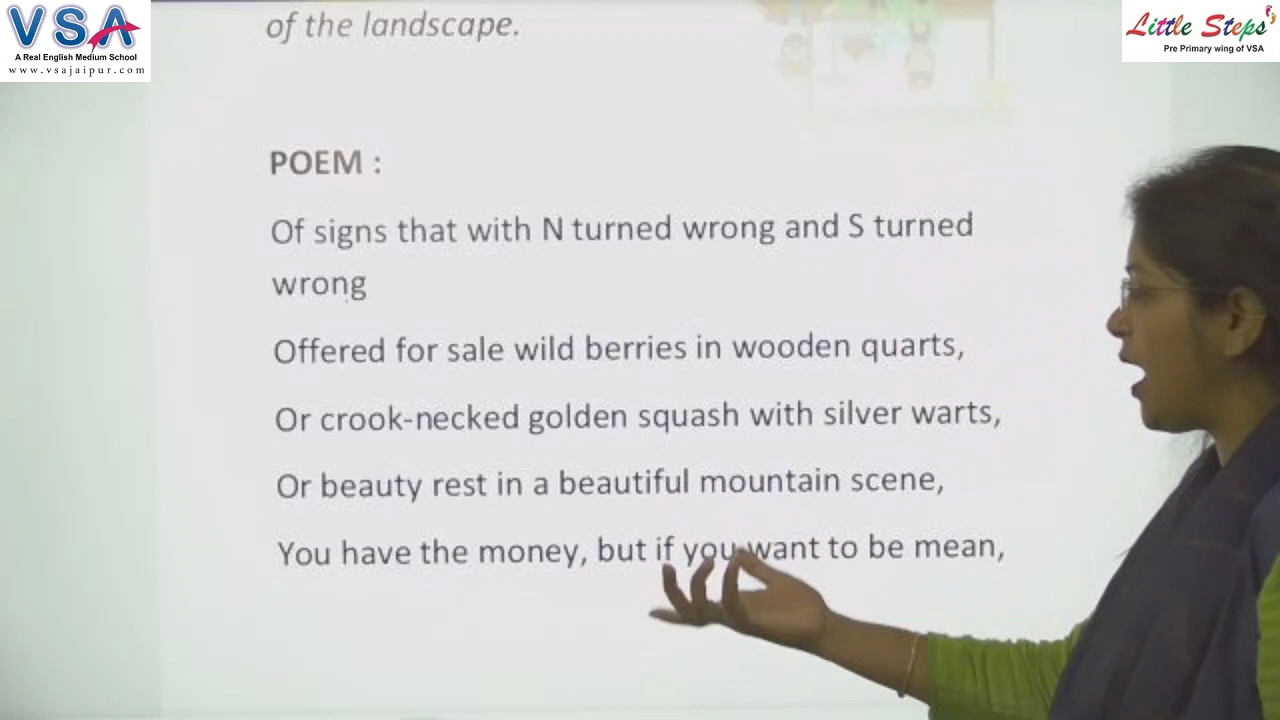 VSA
A Real English Medium School
www.vsajaipur.com
Little Steps
Pre Primary wing of VSA
of the landscape.
POEM :
Of signs that with N turned wrong and S turned
wrong
Offered for sale wild berries in wooden quarts,
Or crook-necked golden squash with silver warts,
Or beauty rest in a beautiful mountain scene,
You have the money, but if you want to be mean,